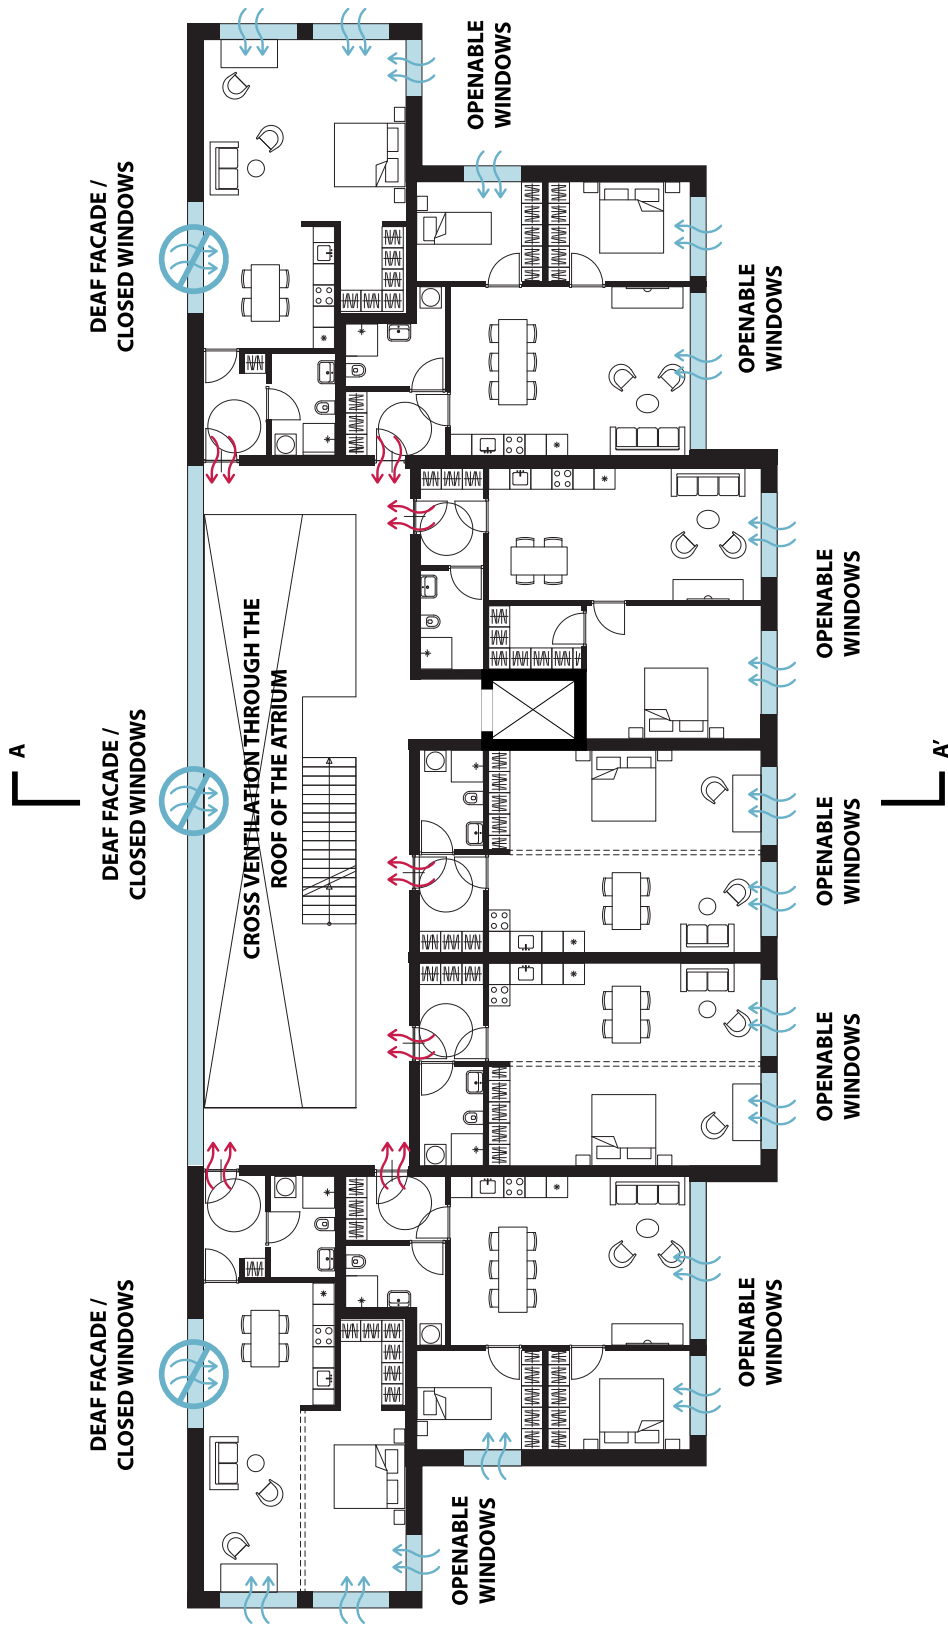 OPENABLE
WINDOWS
DEAF FACADE /
CLOSED WINDOWS
OPENABLE
WINDOWS
OPENABLE
WINDOWS
CROSS VENTILATION THROUGH THE
ROOF OF THE ATRIUM
A
DEAF FACADE /
CLOSED WINDOWS
A'
OPENABLE
WINDOWS
OPENABLE
WINDOWS
DEAF FACADE /
CLOSED WINDOWS
OPENABLE
WINDOWS
OPENABLE
WINDOWS